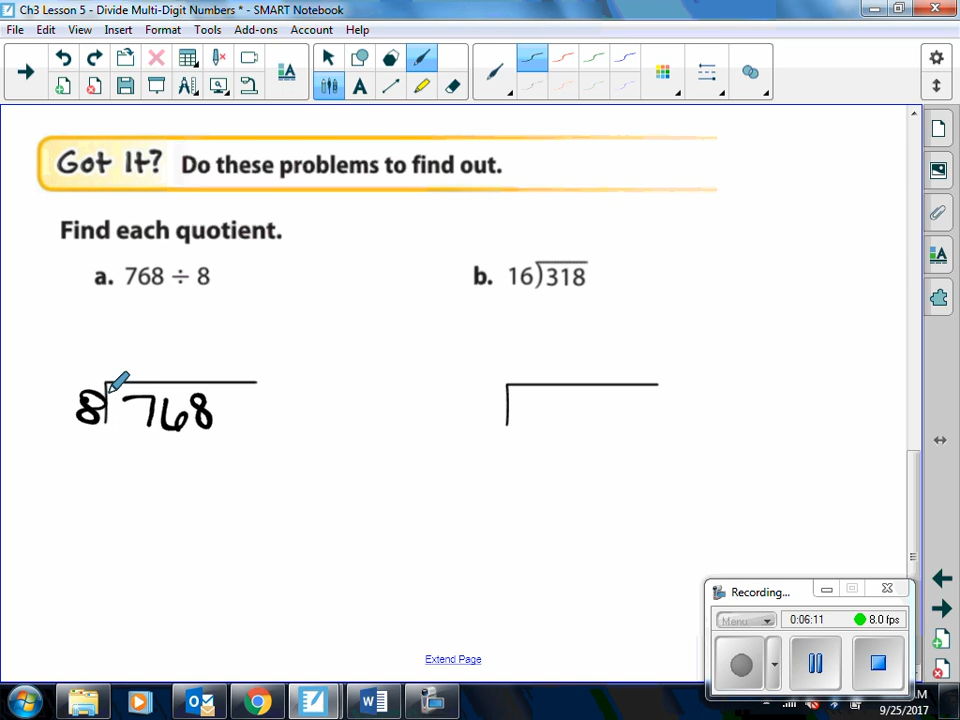 Ch3 Lesson 5 - Divide Multi-Digit Numbers * - SMART Notebook
File Edit View Insert Format Tools Add-ons Account Help
Got It? Do these problems to find out.
Find each quotient.
a. 768 ÷ 8 b. 16)318
8 768
Recording...
Menu 0:06:11 8.0 fps
Extend Page
9/25/2017